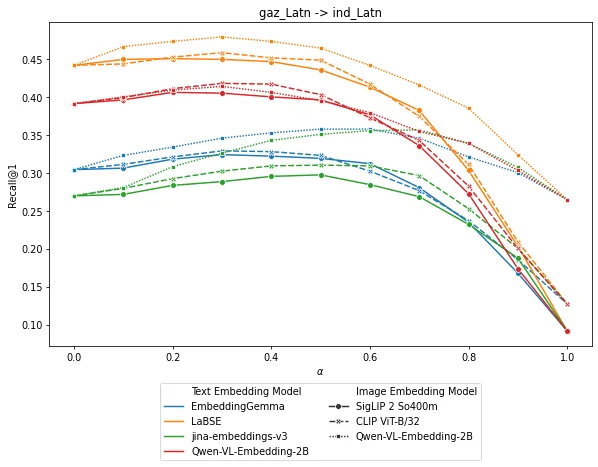 gaz_Latn -> ind_Latn
Recall@1
0.45
0.40
0.35
0.30
0.25
0.20
0.15
0.10
0.0 0.2 0.4 0.6 0.8 1.0
α
Text Embedding Model
EmbeddingGemma
LaBSE
jina-embeddings-v3
Qwen-VL-Embedding-2B
Image Embedding Model
SigLIP 2 So400m
CLIP ViT-B/32
Qwen-VL-Embedding-2B